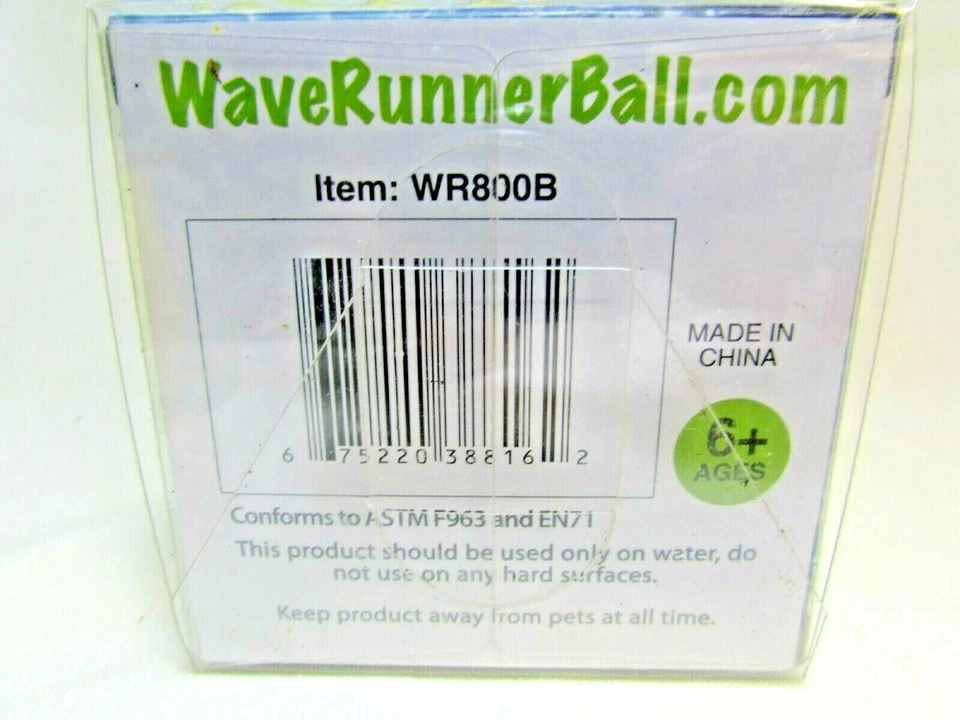 WaveRunnerBall.com
Item: WR800B
6 75220 38816 2
MADE IN
CHINA
6+
AGES
Conforms to ASTM F963 and EN71
This product should be used only on water, do
not use on any hard surfaces.
Keep product away from pets at all time.